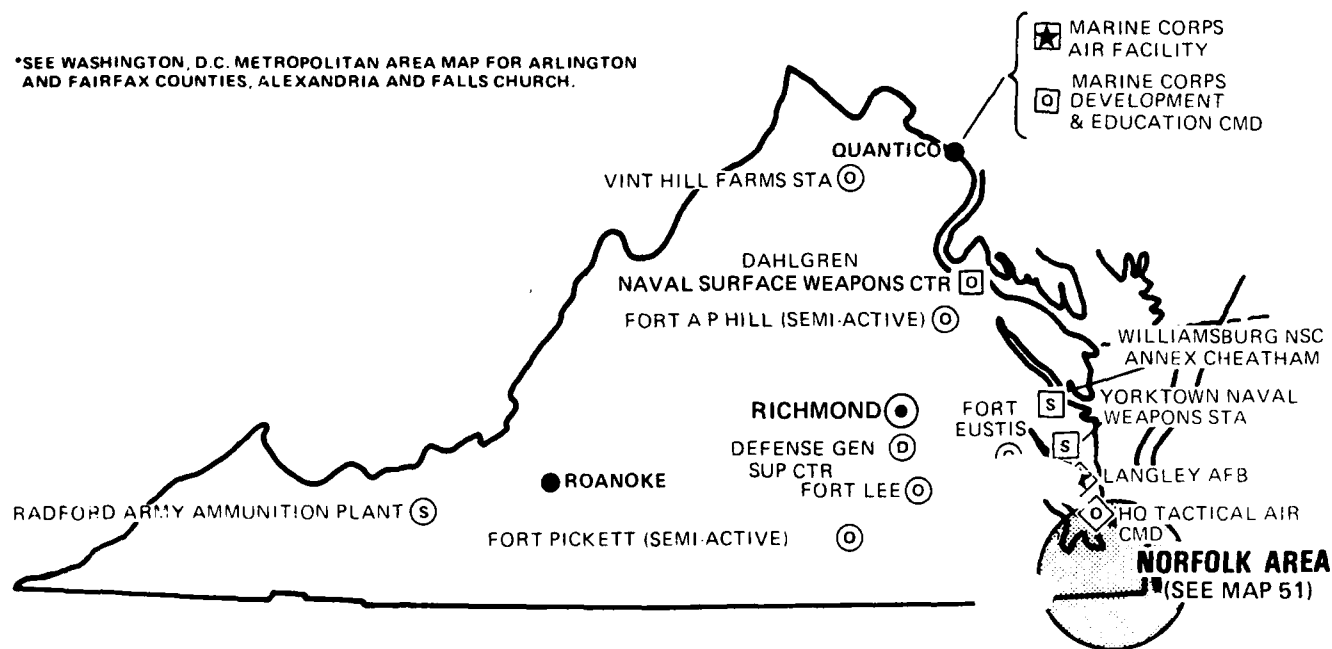 *SEE WASHINGTON, D.C. METROPOLITAN AREA MAP FOR ARLINGTON
AND FAIRFAX COUNTIES, ALEXANDRIA AND FALLS CHURCH.
MARINE CORPS
AIR FACILITY
O
MARINE CORPS
DEVELOPMENT
& EDUCATION CMD
QUANTICO
VINT HILL FARMS STA O
DAHLGREN
NAVAL SURFACE WEAPONS CTR O
FORT A P HILL (SEMI-ACTIVE) O
WILLIAMSBURG NSC
ANNEX CHEATHAM
S
YORKTOWN NAVAL
WEAPONS STA
S
RICHMOND
FORT
EUSTIS
DEFENSE GEN D
SUP CTR
FORT LEE O
LANGLEY AFB
ROANOKE
RADFORD ARMY AMMUNITION PLANT S
FORT PICKETT (SEMI-ACTIVE) O
O HQ TACTICAL AIR
CMD
NORFOLK AREA
(SEE MAP 51)